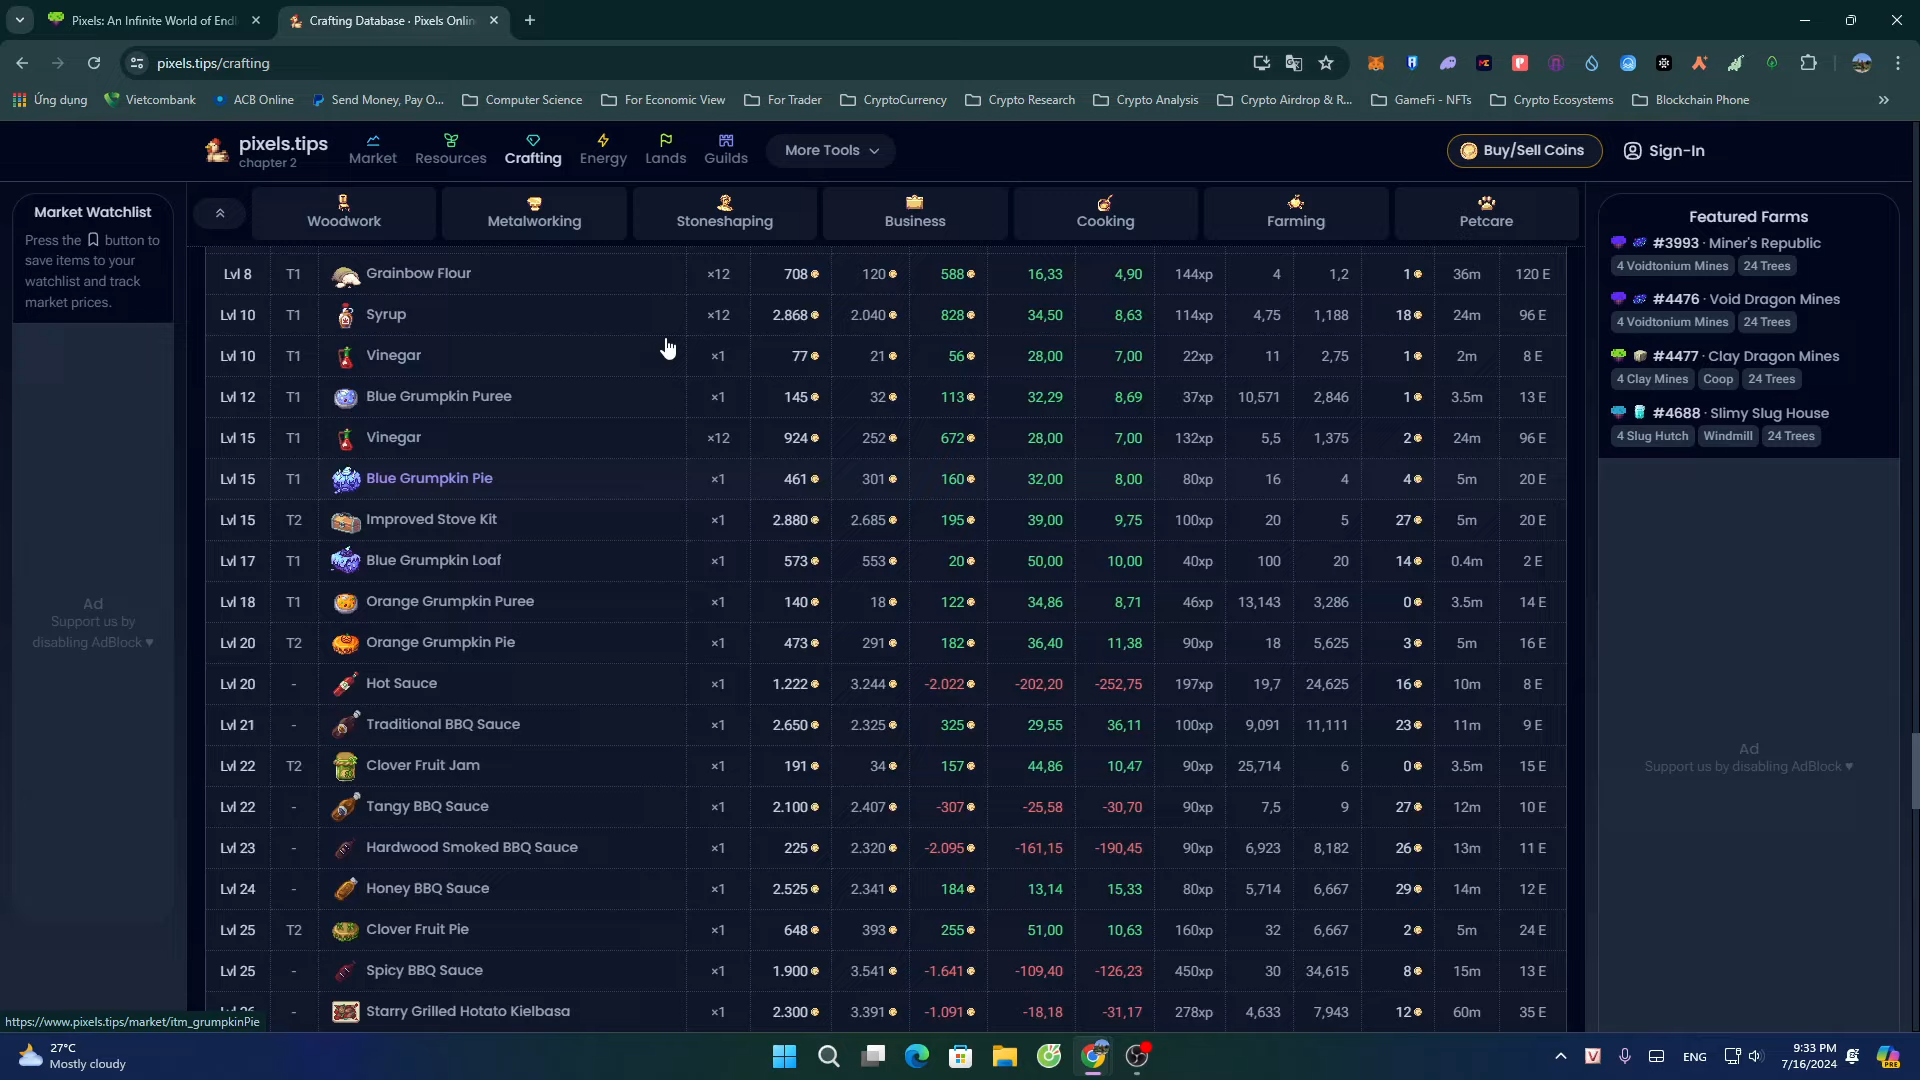 Pixels: An Infinite World of Endl
Crafting Database · Pixels Onlin
pixels.tips/crafting
Ứng dụng
Vietcombank
ACB Online
Send Money, Pay O...
Computer Science
For Economic View
For Trader
CryptoCurrency
Crypto Research
Crypto Analysis
Crypto Airdrop & R...
GameFi - NFTs
Crypto Ecosystems
Blockchain Phone
»
pixels.tips
chapter 2
Market
Resources
Crafting
Energy
Lands
Guilds
More Tools
Buy/Sell Coins
Sign-In
Market Watchlist
Press the button to
save items to your
watchlist and track
market prices.
Ad
Support us by
disabling AdBlock ♥
Woodwork
Metalworking
Stoneshaping
Business
Cooking
Farming
Petcare
Lvl 8 T1 Grainbow Flour ×12 708 120 588 16,33 4,90 144xp 4 1,2 1 36m 120 E
Lvl 10 T1 Syrup ×12 2.868 2.040 828 34,50 8,63 114xp 4,75 1,188 18 24m 96 E
Lvl 10 T1 Vinegar ×1 77 21 56 28,00 7,00 22xp 11 2,75 1 2m 8 E
Lvl 12 T1 Blue Grumpkin Puree ×1 145 32 113 32,29 8,69 37xp 10,571 2,846 1 3.5m 13 E
Lvl 15 T1 Vinegar ×12 924 252 672 28,00 7,00 132xp 5,5 1,375 2 24m 96 E
Lvl 15 T1 Blue Grumpkin Pie ×1 461 301 160 32,00 8,00 80xp 16 4 4 5m 20 E
Lvl 15 T2 Improved Stove Kit ×1 2.880 2.685 195 39,00 9,75 100xp 20 5 27 5m 20 E
Lvl 17 T1 Blue Grumpkin Loaf ×1 573 553 20 50,00 10,00 40xp 100 20 14 0.4m 2 E
Lvl 18 T1 Orange Grumpkin Puree ×1 140 18 122 34,86 8,71 46xp 13,143 3,286 0 3.5m 14 E
Lvl 20 T2 Orange Grumpkin Pie ×1 473 291 182 36,40 11,38 90xp 18 5,625 3 5m 16 E
Lvl 20 - Hot Sauce ×1 1.222 3.244 -2.022 -202,20 -252,75 197xp 19,7 24,625 16 10m 8 E
Lvl 21 - Traditional BBQ Sauce ×1 2.650 2.325 325 29,55 36,11 100xp 9,091 11,111 23 11m 9 E
Lvl 22 T2 Clover Fruit Jam ×1 191 34 157 44,86 10,47 90xp 25,714 6 0 3.5m 15 E
Lvl 22 - Tangy BBQ Sauce ×1 2.100 2.407 -307 -25,58 -30,70 90xp 7,5 9 27 12m 10 E
Lvl 23 - Hardwood Smoked BBQ Sauce ×1 225 2.320 -2.095 -161,15 -190,45 90xp 6,923 8,182 26 13m 11 E
Lvl 24 - Honey BBQ Sauce ×1 2.525 2.341 184 13,14 15,33 80xp 5,714 6,667 29 14m 12 E
Lvl 25 T2 Clover Fruit Pie ×1 648 393 255 51,00 10,63 160xp 32 6,667 2 5m 24 E
Lvl 25 - Spicy BBQ Sauce ×1 1.900 3.541 -1.641 -109,40 -126,23 450xp 30 34,615 8 15m 13 E
Lvl 26 - Starry Grilled Hotato Kielbasa ×1 2.300 3.391 -1.091 -18,18 -31,17 278xp 4,633 7,943 12 60m 35 E
Featured Farms
#3993 · Miner's Republic
4 Voidtonium Mines 24 Trees
#4476 · Void Dragon Mines
4 Voidtonium Mines 24 Trees
#4477 · Clay Dragon Mines
4 Clay Mines Coop 24 Trees
#4688 · Slimy Slug House
4 Slug Hutch Windmill 24 Trees
Ad
Support us by disabling AdBlock ♥
https://www.pixels.tips/market/itm_grumpkinPie
27°C
Mostly cloudy
ENG
9:33 PM
7/16/2024